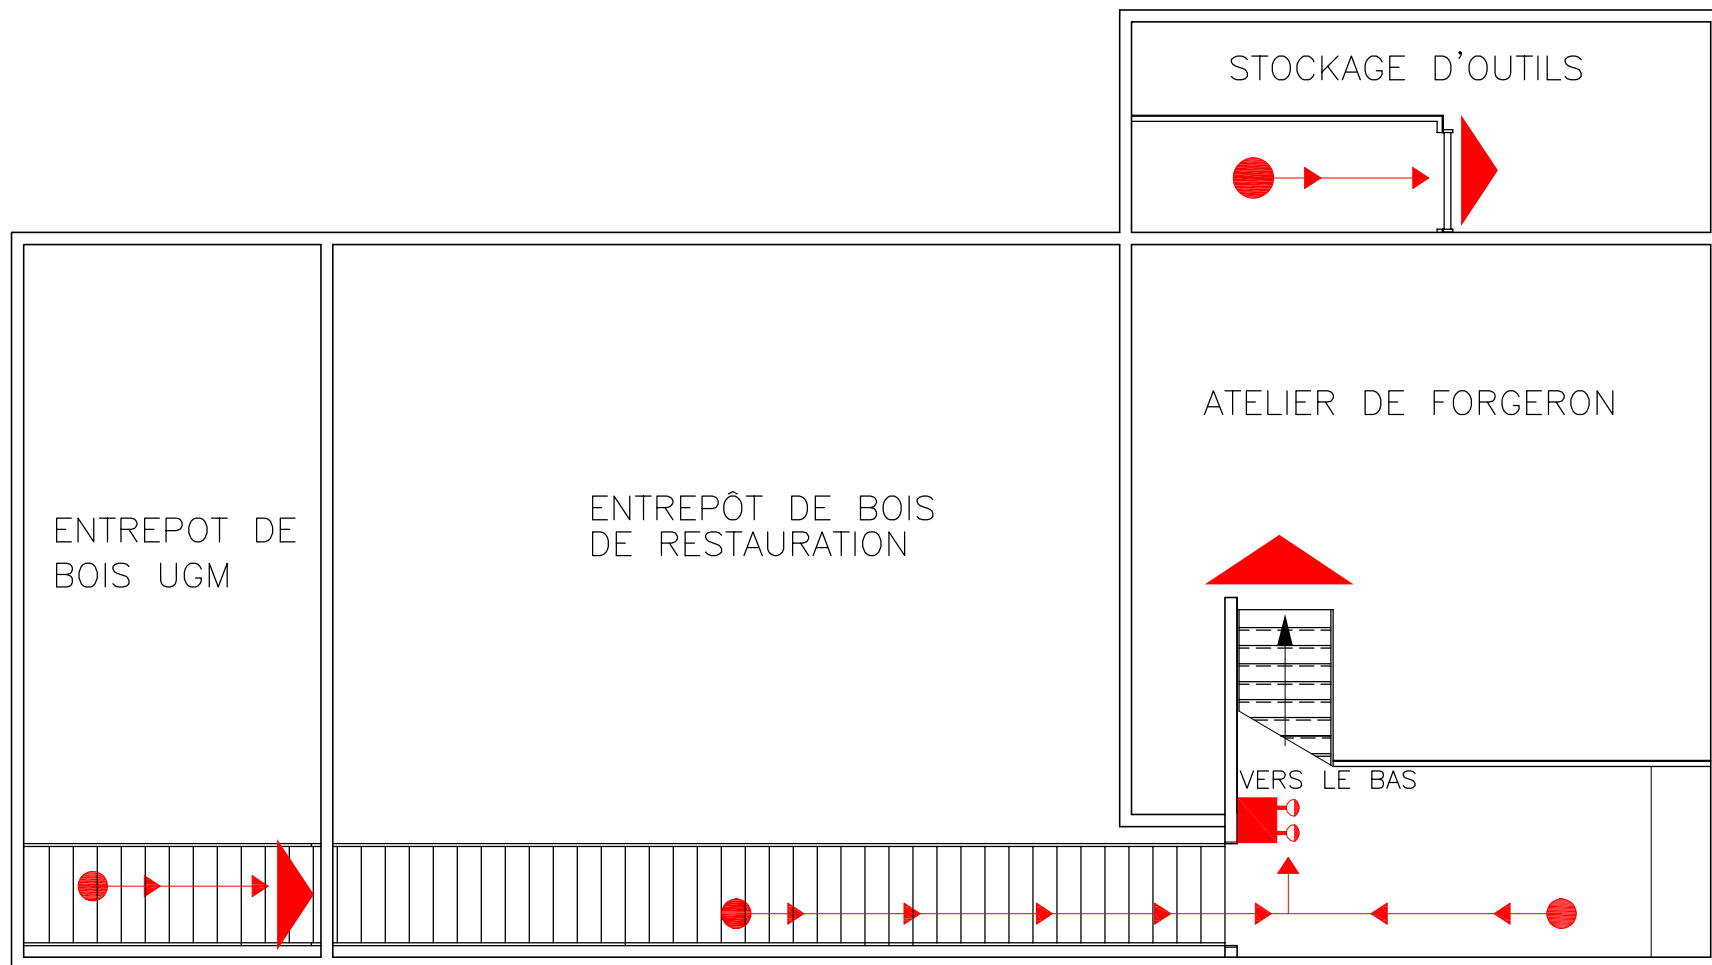 STOCKAGE D'OUTILS
ATELIER DE FORGERON
ENTREPÔT DE BOIS
DE RESTAURATION
ENTREPOT DE
BOIS UGM
VERS LE BAS